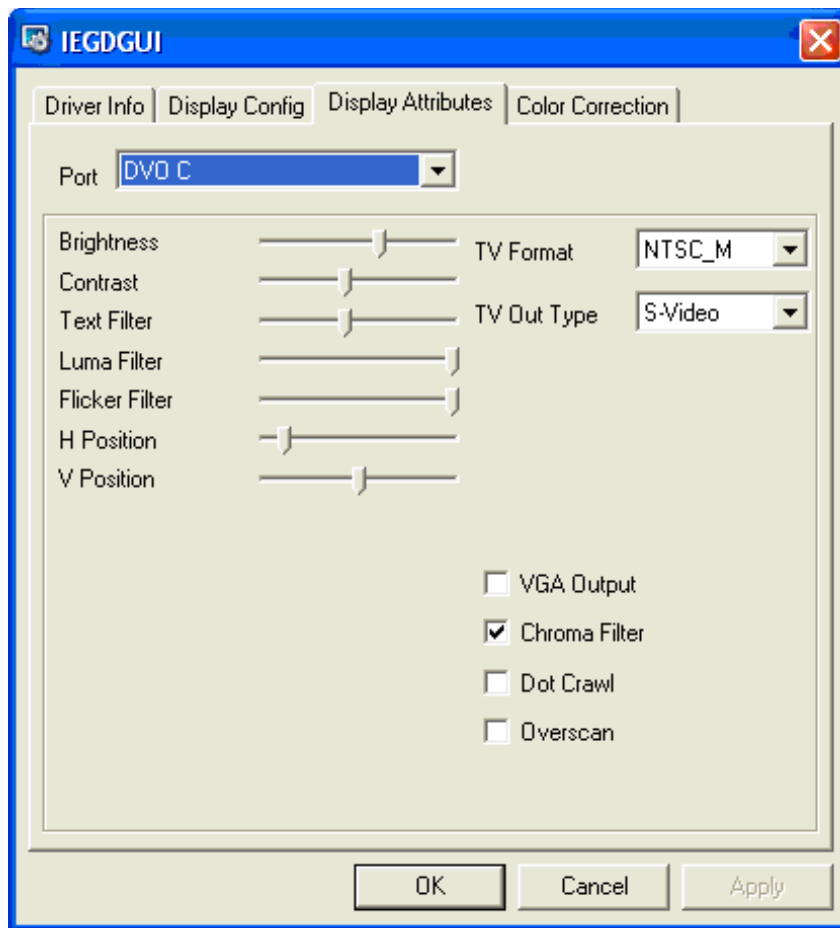 IEGDGUI
Driver Info Display Config Display Attributes Color Correction
Port DVO C
Brightness
Contrast
Text Filter
Luma Filter
Flicker Filter
H Position
V Position
TV Format NTSC_M
TV Out Type S-Video
VGA Output
Chroma Filter
Dot Crawl
Overscan
OK Cancel Apply